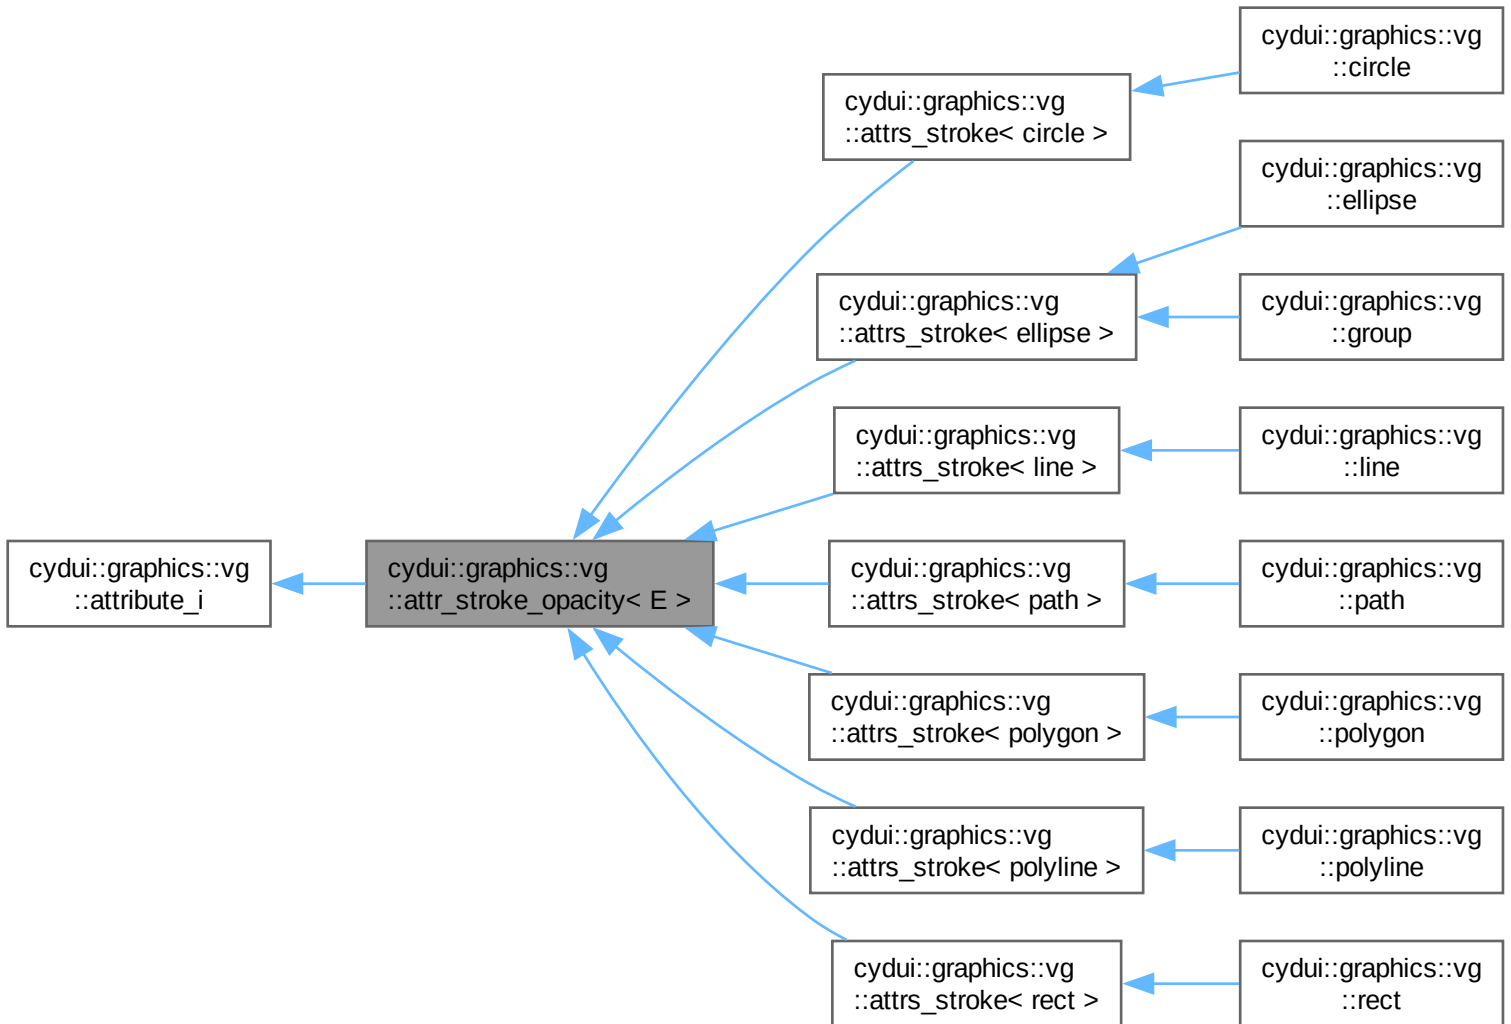 cydui::graphics::vg
::attribute_i
cydui::graphics::vg
::attr_stroke_opacity< E >
cydui::graphics::vg
::attrs_stroke< circle >
cydui::graphics::vg
::circle
cydui::graphics::vg
::attrs_stroke< ellipse >
cydui::graphics::vg
::ellipse
cydui::graphics::vg
::group
cydui::graphics::vg
::attrs_stroke< line >
cydui::graphics::vg
::line
cydui::graphics::vg
::attrs_stroke< path >
cydui::graphics::vg
::path
cydui::graphics::vg
::attrs_stroke< polygon >
cydui::graphics::vg
::polygon
cydui::graphics::vg
::attrs_stroke< polyline >
cydui::graphics::vg
::polyline
cydui::graphics::vg
::attrs_stroke< rect >
cydui::graphics::vg
::rect